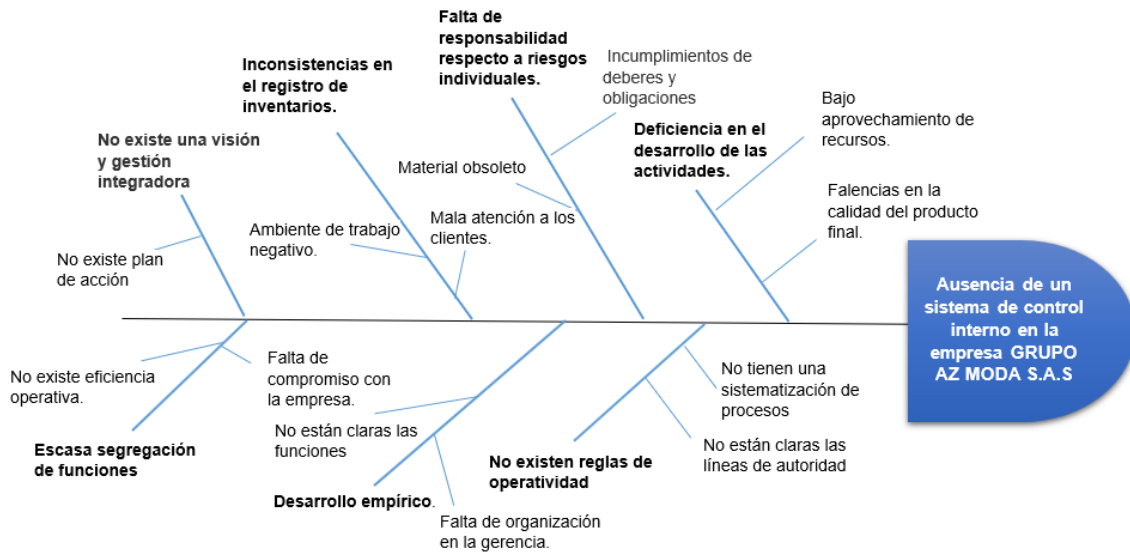 Falta de
responsabilidad
respecto a riesgos
individuales.
Incumplimientos de
deberes y
obligaciones
Inconsistencias en
el registro de
inventarios.
Bajo
aprovechamiento de
recursos.
No existe una visión
y gestión
integradora
Deficiencia en el
desarrollo de las
actividades.
Material obsoleto
Falencias en la
calidad del producto
final.
Ambiente de trabajo
negativo.
Mala atención a los
clientes.
No existe plan
de acción
Ausencia de un
sistema de control
interno en la
empresa GRUPO
AZ MODA S.A.S
No existe eficiencia
operativa.
Falta de
compromiso con
la empresa.
No tienen una
sistematización de
procesos
Escasa segregación
de funciones
No están claras las
funciones
No existen reglas de
operatividad
No están claras las
líneas de autoridad
Desarrollo empírico.
Falta de organización
en la gerencia.